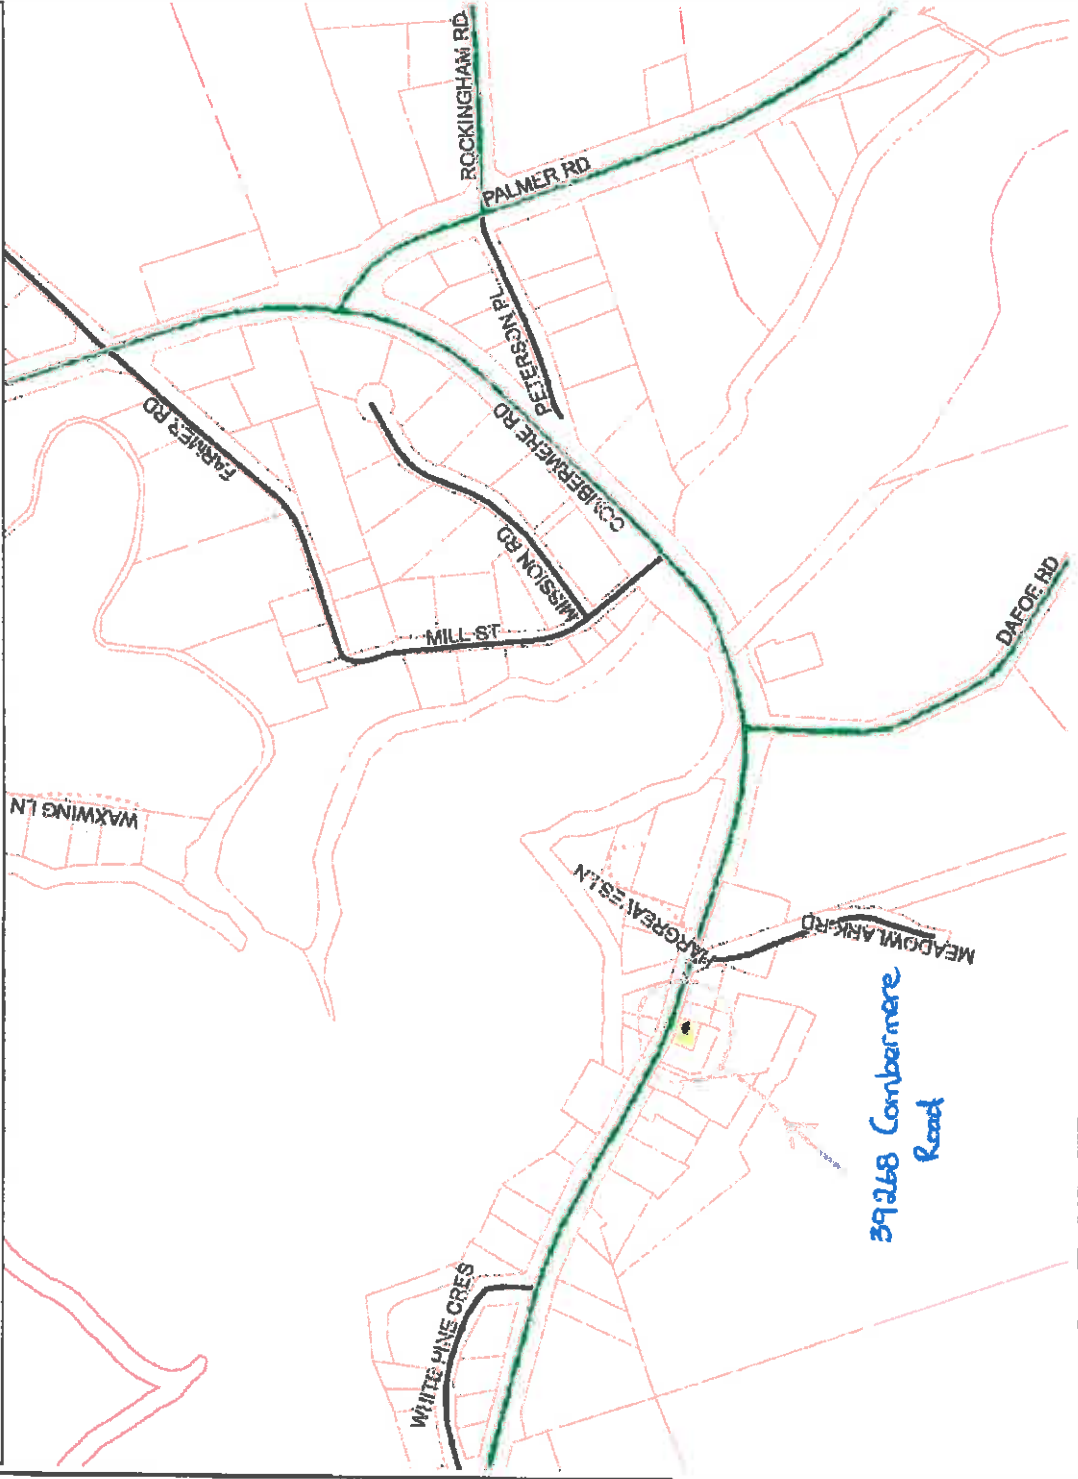 ROCKINGHAM RD
PALMER RD
PETERSON PL
FARMER RD
COMBERMERE RD
MISSION RD
MILL ST
DAFOE RD
WAXWING LN
HARGREAVES LN
MEADOWLARK RD
39268 Combermere
Road
WHITE PINE CRES